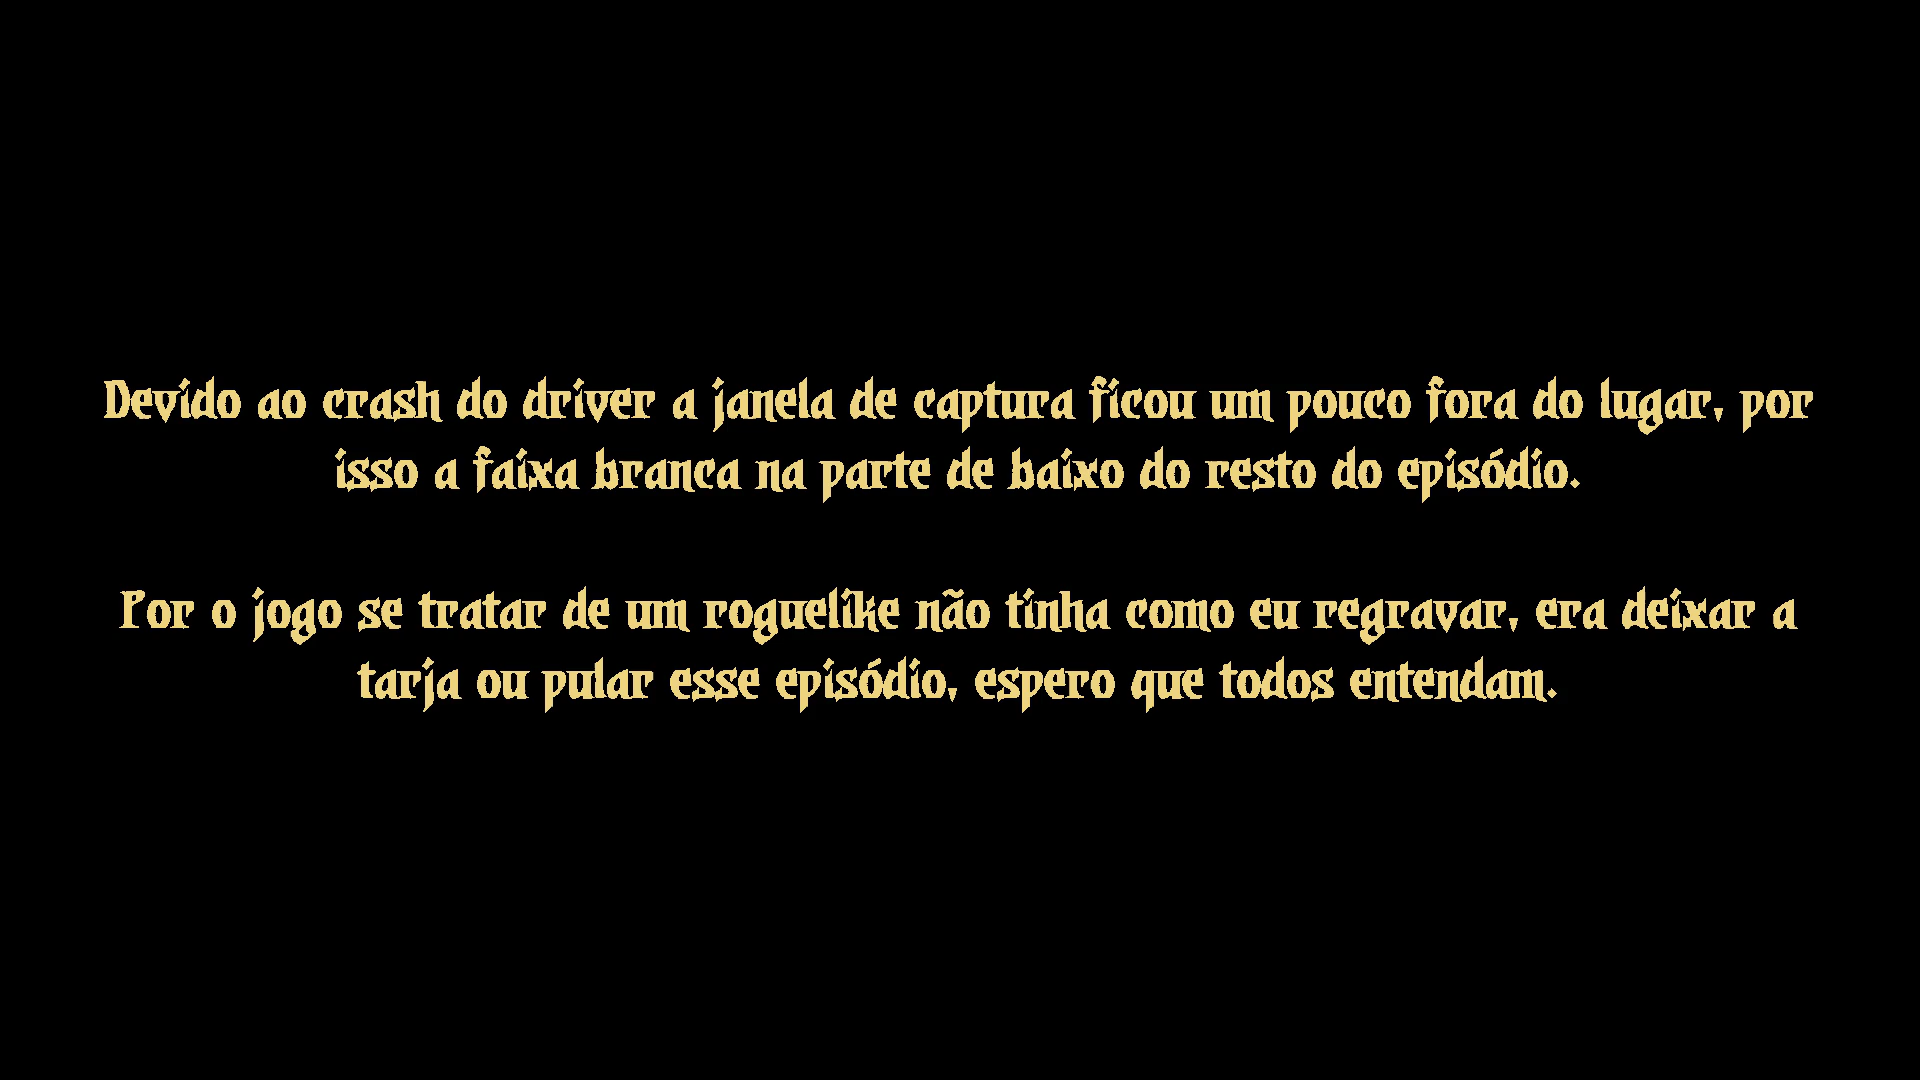 Devido ao crash do driver a janela de captura ficou um pouco fora do lugar, por
isso a faixa branca na parte de baixo do resto do episódio.
Por o jogo se tratar de um roguelike não tinha como eu regravar, era deixar a
tarja ou pular esse episódio, espero que todos entendam.